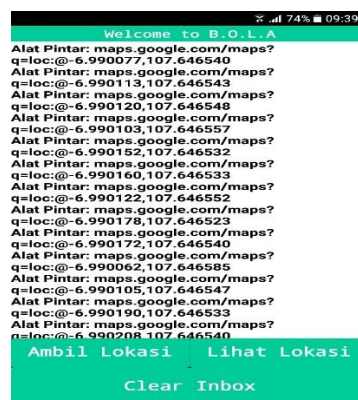 74% 09:39
Welcome to B.O.L.A
Alat Pintar: maps.google.com/maps?
q=loc:@-6.990077,107.646540
Alat Pintar: maps.google.com/maps?
q=loc:@-6.990113,107.646543
Alat Pintar: maps.google.com/maps?
q=loc:@-6.990120,107.646548
Alat Pintar: maps.google.com/maps?
q=loc:@-6.990103,107.646557
Alat Pintar: maps.google.com/maps?
q=loc:@-6.990152,107.646532
Alat Pintar: maps.google.com/maps?
q=loc:@-6.990160,107.646533
Alat Pintar: maps.google.com/maps?
q=loc:@-6.990122,107.646552
Alat Pintar: maps.google.com/maps?
q=loc:@-6.990178,107.646523
Alat Pintar: maps.google.com/maps?
q=loc:@-6.990172,107.646540
Alat Pintar: maps.google.com/maps?
q=loc:@-6.990062,107.646585
Alat Pintar: maps.google.com/maps?
q=loc:@-6.990105,107.646547
Alat Pintar: maps.google.com/maps?
q=loc:@-6.990190,107.646533
Alat Pintar: maps.google.com/maps?
q=loc:@-6.990208,107.646540
Ambil Lokasi Lihat Lokasi
Clear Inbox